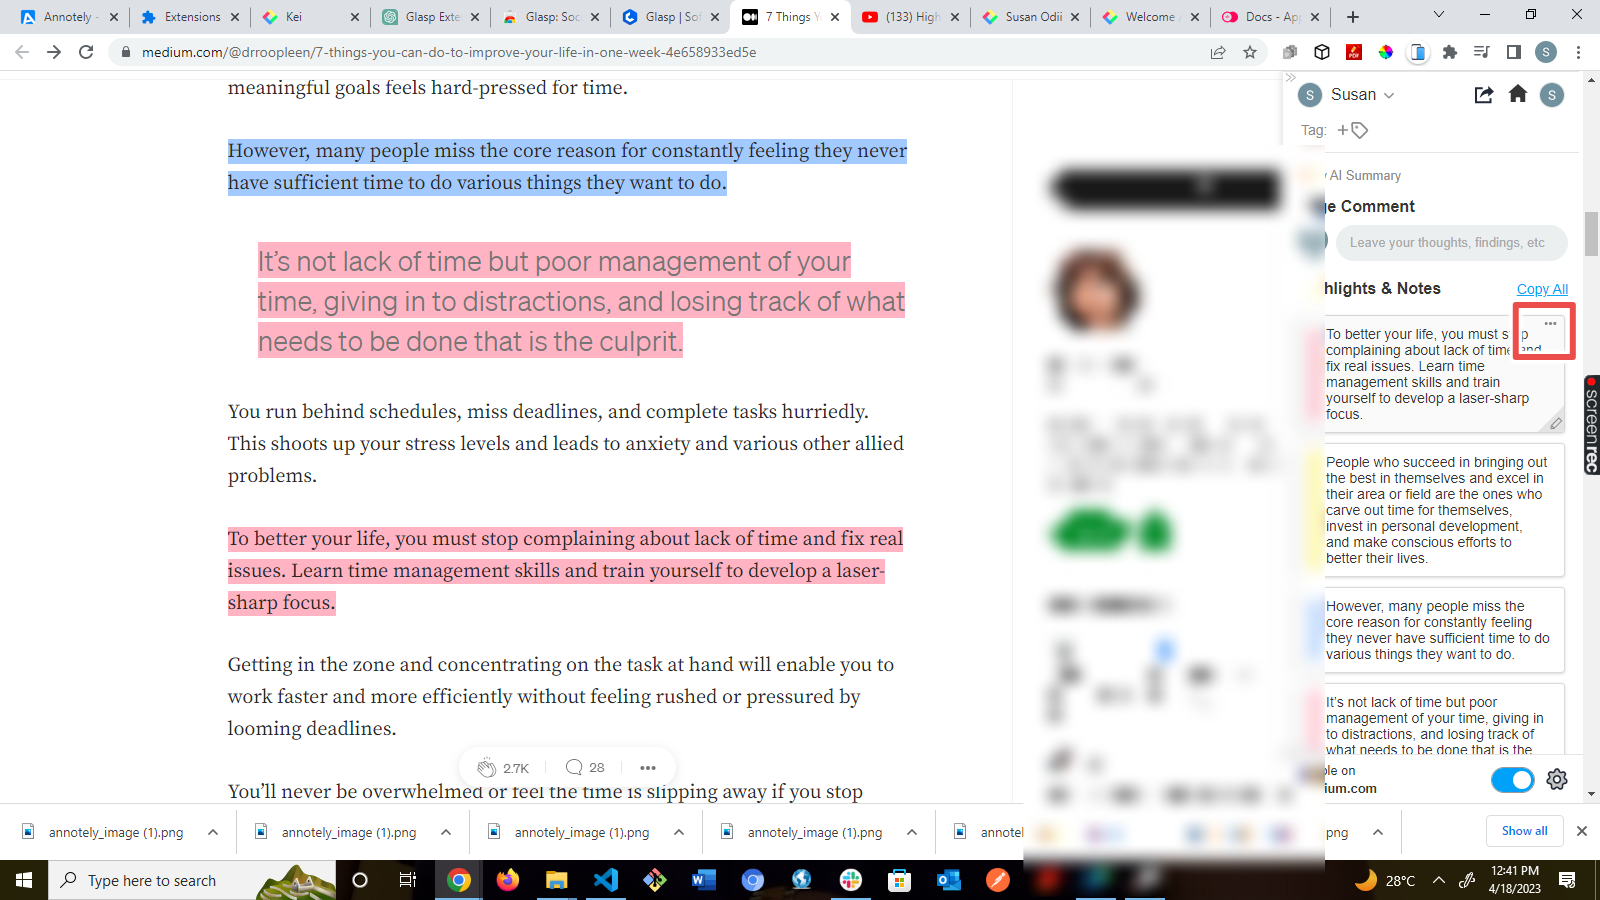 Annotely -
Extensions
Kei
Glasp Exte
Glasp: Soc
Glasp | Sof
7 Things Y
(133) High
Susan Odii
Welcome
Docs - App
medium.com/@drroopleen/7-things-you-can-do-to-improve-your-life-in-one-week-4e658933ed5e
PDF
S
meaningful goals feels hard-pressed for time.
However, many people miss the core reason for constantly feeling they never
have sufficient time to do various things they want to do.
It's not lack of time but poor management of your
time, giving in to distractions, and losing track of what
needs to be done that is the culprit.
You run behind schedules, miss deadlines, and complete tasks hurriedly.
This shoots up your stress levels and leads to anxiety and various other allied
problems.
To better your life, you must stop complaining about lack of time and fix real
issues. Learn time management skills and train yourself to develop a laser-
sharp focus.
Getting in the zone and concentrating on the task at hand will enable you to
work faster and more efficiently without feeling rushed or pressured by
looming deadlines.
2.7K
28
You'll never be overwhelmed or feel the time is slipping away if you stop
S Susan
S
Tag: +
AI Summary
ge Comment
Leave your thoughts, findings, etc
hlights & Notes
Copy All
To better your life, you must stop
complaining about lack of time and
fix real issues. Learn time
management skills and train
yourself to develop a laser-sharp
focus.
People who succeed in bringing out
the best in themselves and excel in
their area or field are the ones who
carve out time for themselves,
invest in personal development,
and make conscious efforts to
better their lives.
However, many people miss the
core reason for constantly feeling
they never have sufficient time to do
various things they want to do.
It's not lack of time but poor
management of your time, giving in
to distractions, and losing track of
what needs to be done that is the
ble on
ium.com
screenrec
annotely_image (1).png
annotely_image (1).png
annotely_image (1).png
annotely_image (1).png
annotel
png
Show all
Type here to search
28°C
12:41 PM
4/18/2023